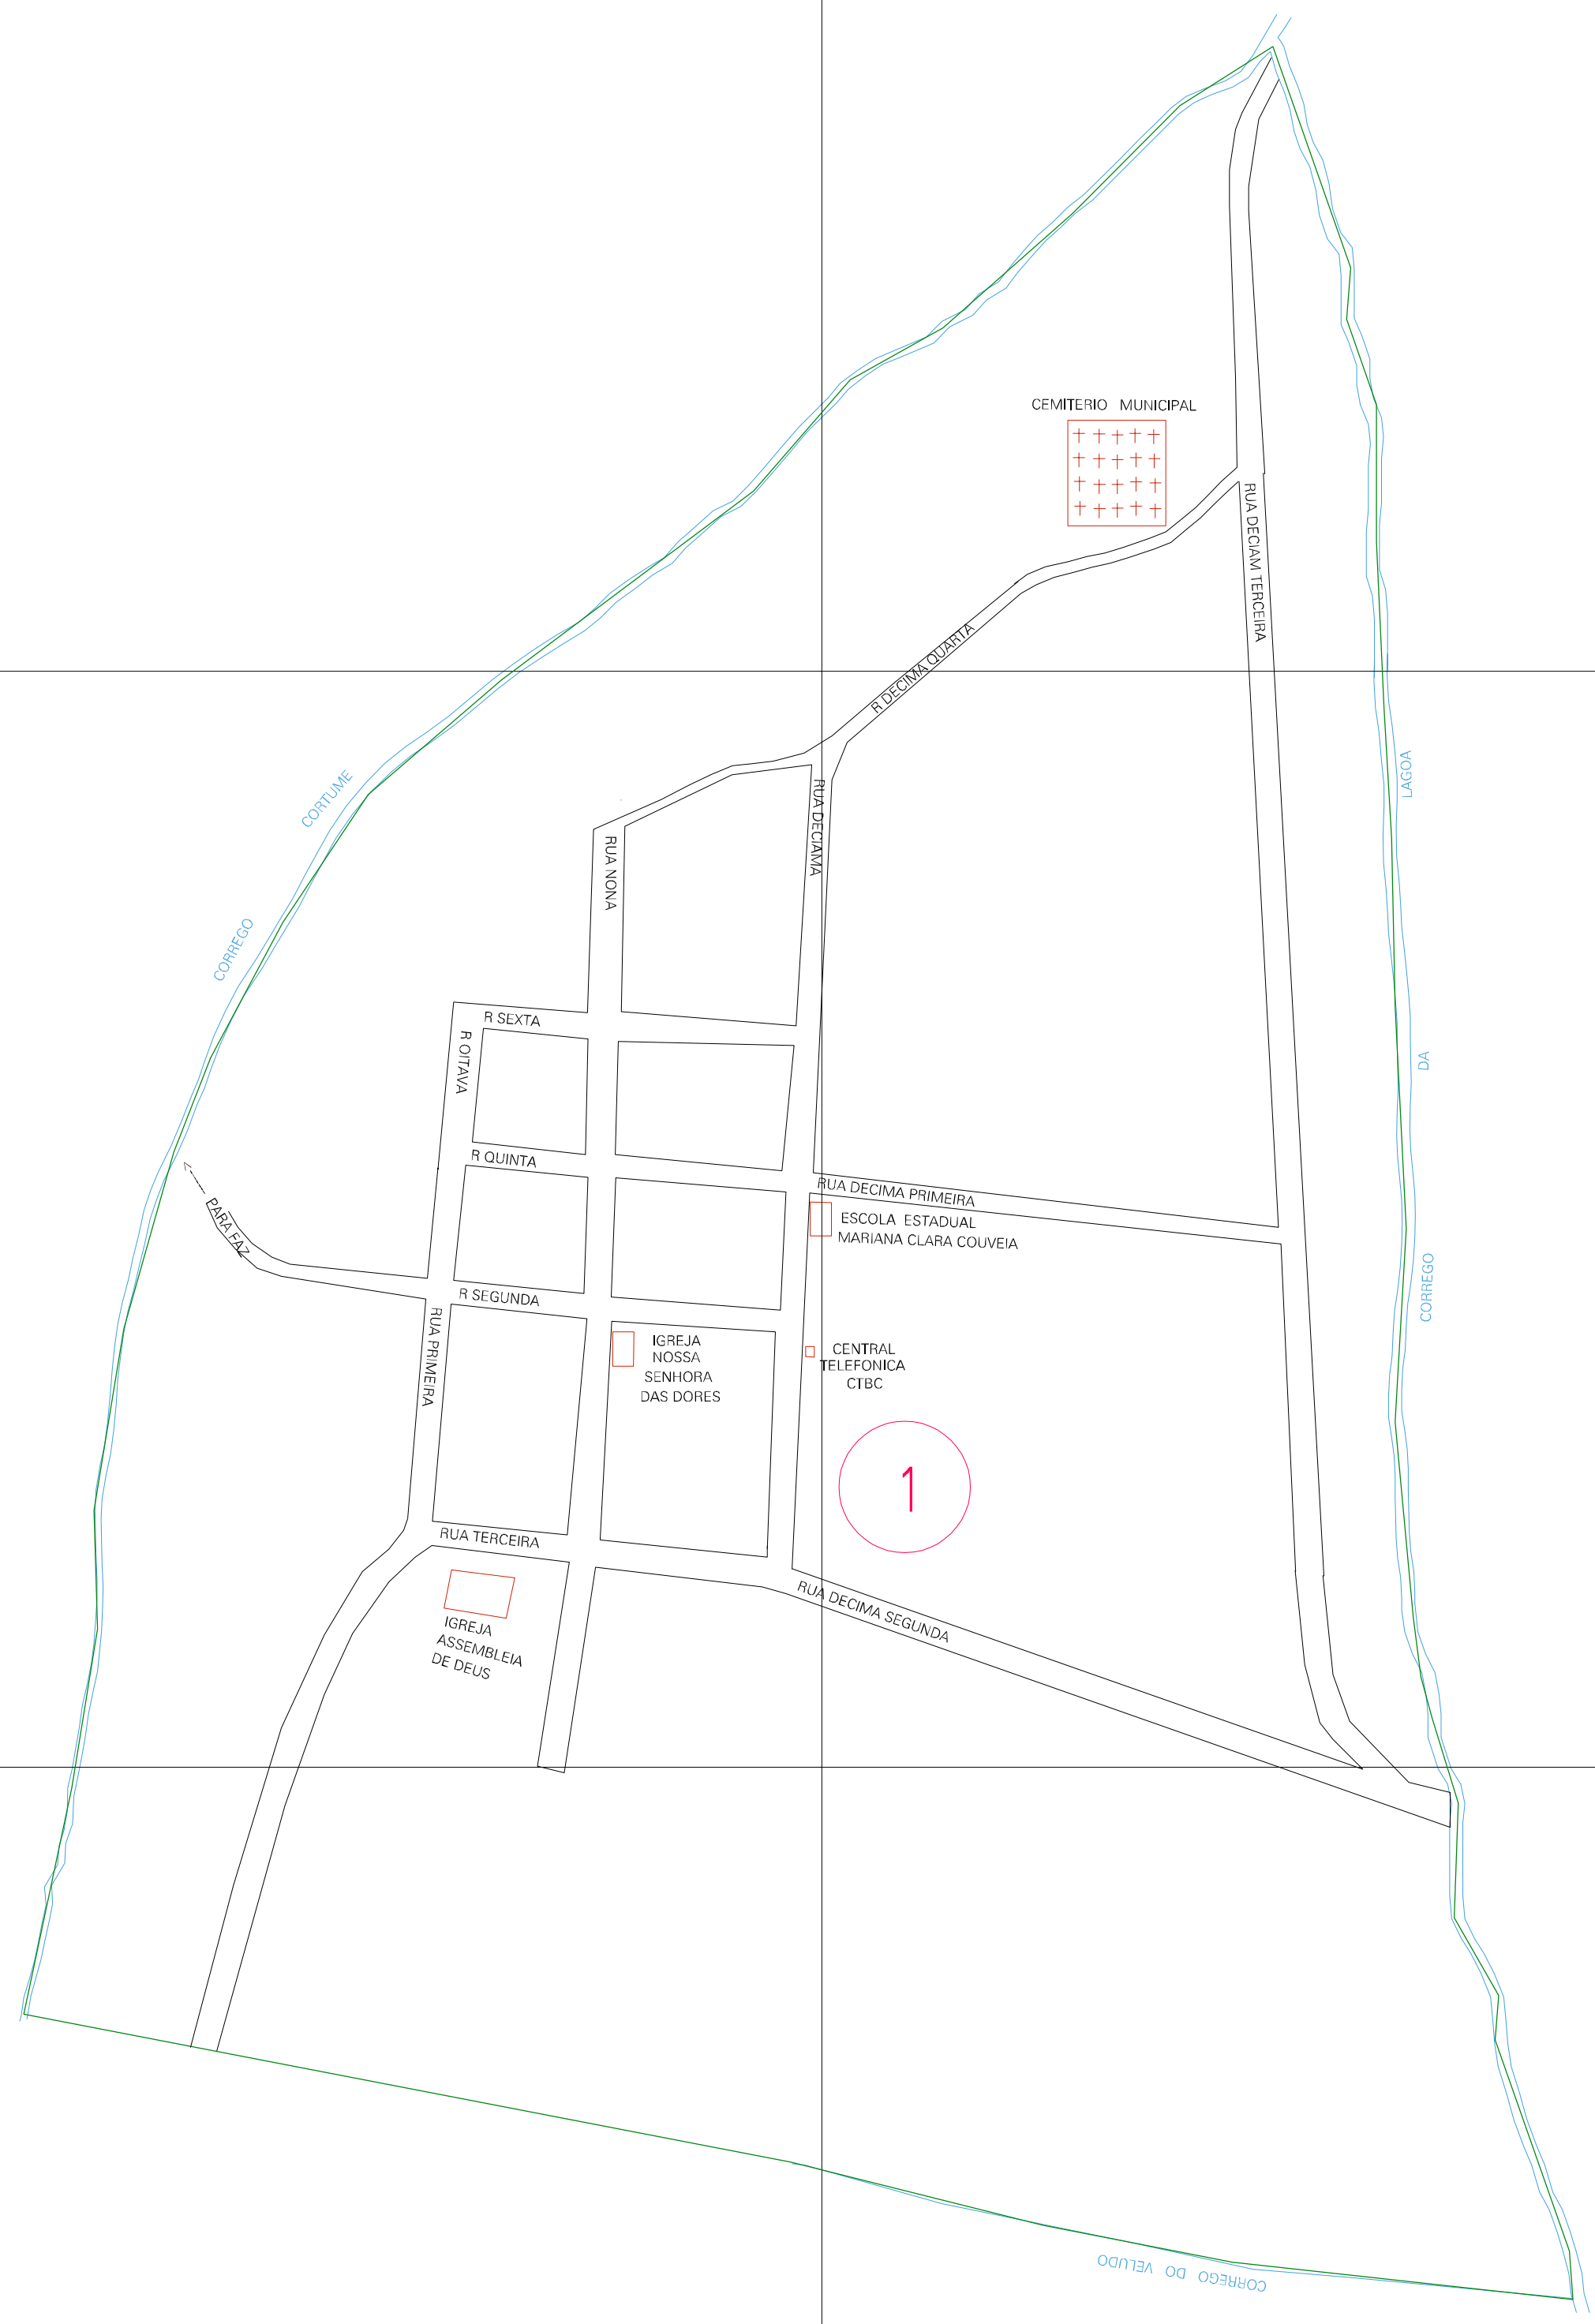 CEMITERIO MUNICIPAL
RUA DECIAM TERCEIRA
R DECIMA QUARTA
CORREGO CORTUME
CORREGO DA LAGOA
RUA DECIAMA
RUA NONA
R SEXTA
R OITAVA
R QUINTA
RUA DECIMA PRIMEIRA
ESCOLA ESTADUAL
MARIANA CLARA COUVEIA
PARA FAZ
R SEGUNDA
RUA PRIMEIRA
IGREJA
NOSSA
SENHORA
DAS DORES
CENTRAL
TELEFONICA
CTBC
1
RUA TERCEIRA
RUA DECIMA SEGUNDA
IGREJA
ASSEMBLEIA
DE DEUS
CORREGO DO VELUDO